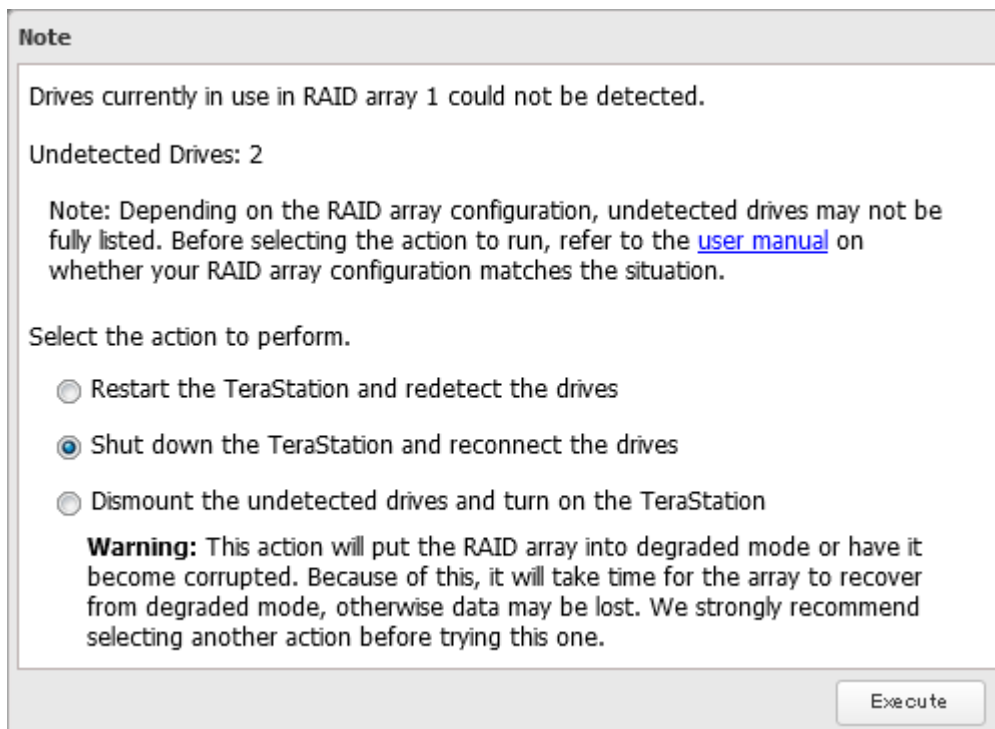 Note
Drives currently in use in RAID array 1 could not be detected.
Undetected Drives: 2
Note: Depending on the RAID array configuration, undetected drives may not be
fully listed. Before selecting the action to run, refer to the user manual on
whether your RAID array configuration matches the situation.
Select the action to perform.
Restart the TeraStation and redetect the drives
Shut down the TeraStation and reconnect the drives
Dismount the undetected drives and turn on the TeraStation
Warning: This action will put the RAID array into degraded mode or have it
become corrupted. Because of this, it will take time for the array to recover
from degraded mode, otherwise data may be lost. We strongly recommend
selecting another action before trying this one.
Execute